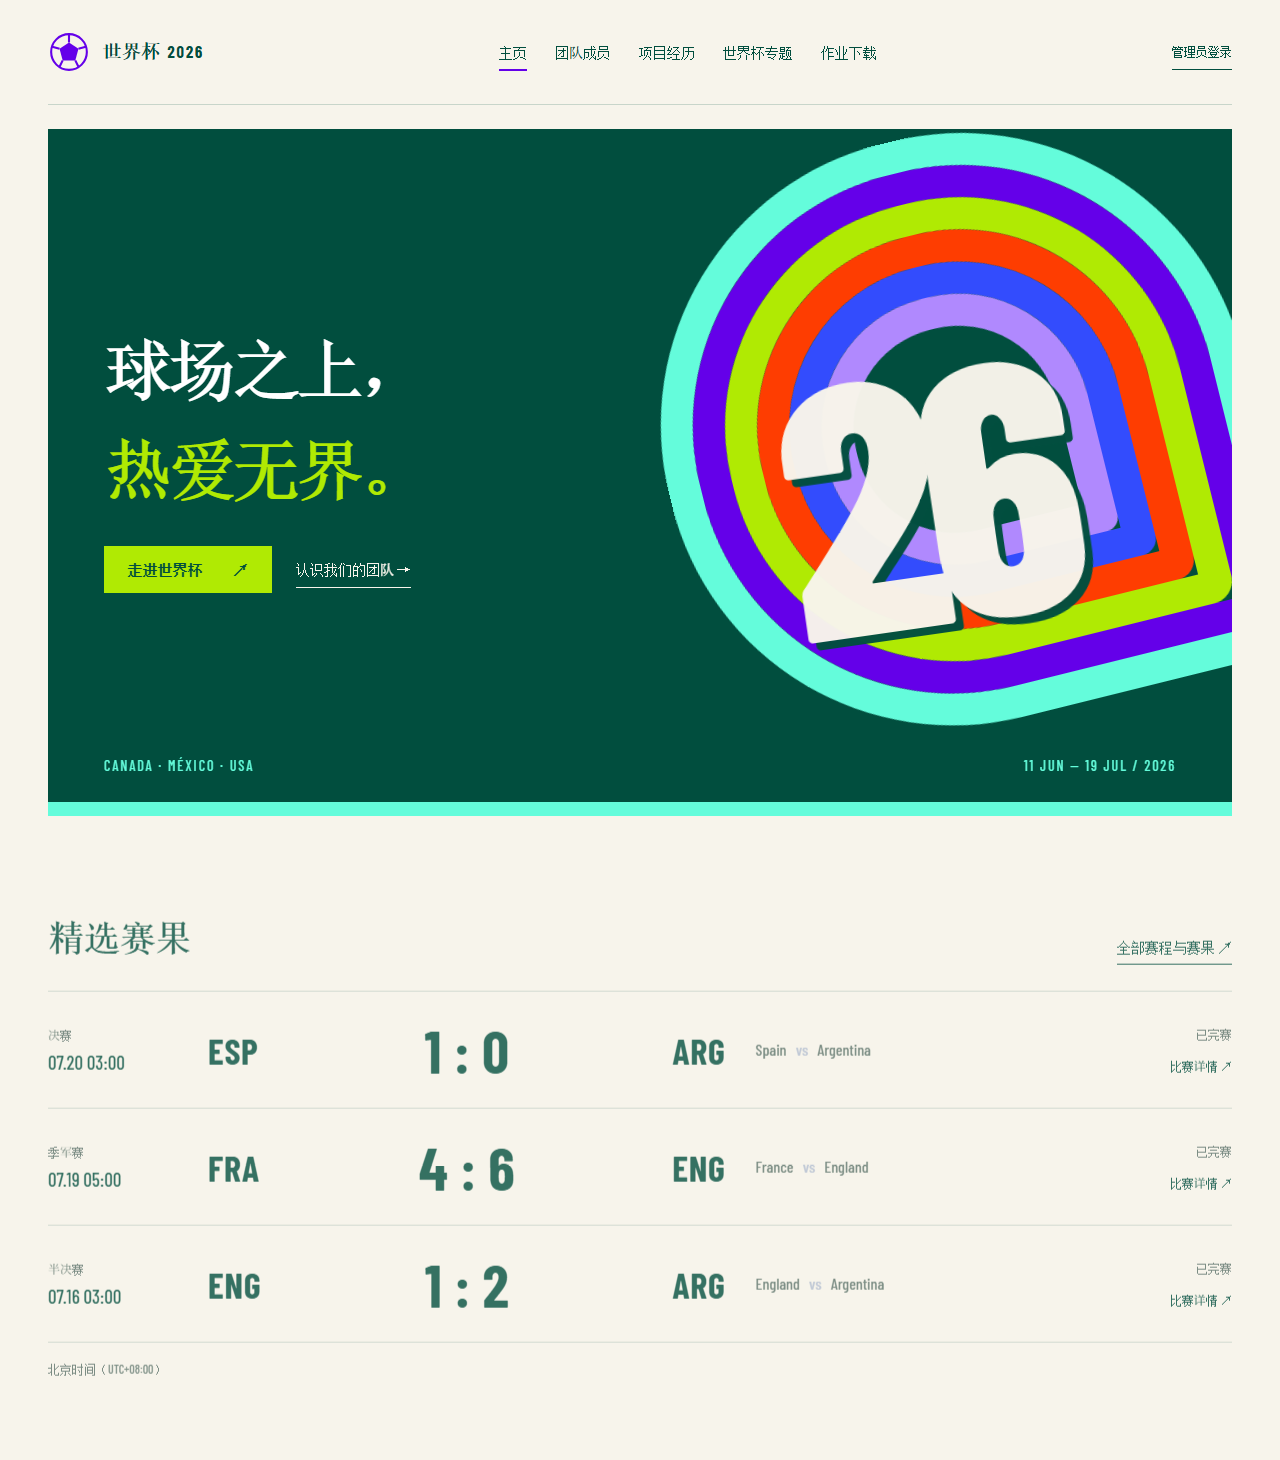 世界杯 2026
主页 团队成员 项目经历 世界杯专题 作业下载
管理员登录
球场之上，
热爱无界。
走进世界杯 ↗
认识我们的团队 →
26
CANADA · MÉXICO · USA
11 JUN — 19 JUL / 2026
精选赛果
全部赛程与赛果 ↗
决赛
07.20 03:00
ESP
1 : 0
ARG
Spain vs Argentina
已完赛
比赛详情 ↗
季军赛
07.19 05:00
FRA
4 : 6
ENG
France vs England
已完赛
比赛详情 ↗
半决赛
07.16 03:00
ENG
1 : 2
ARG
England vs Argentina
已完赛
比赛详情 ↗
北京时间（UTC+08:00）